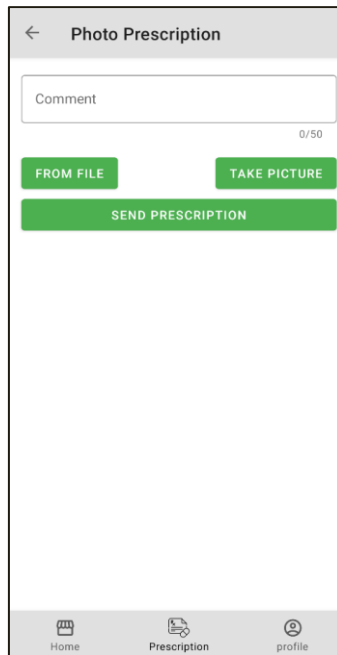 Photo Prescription
Comment
0/50
FROM FILE TAKE PICTURE
SEND PRESCRIPTION
Home Prescription profile